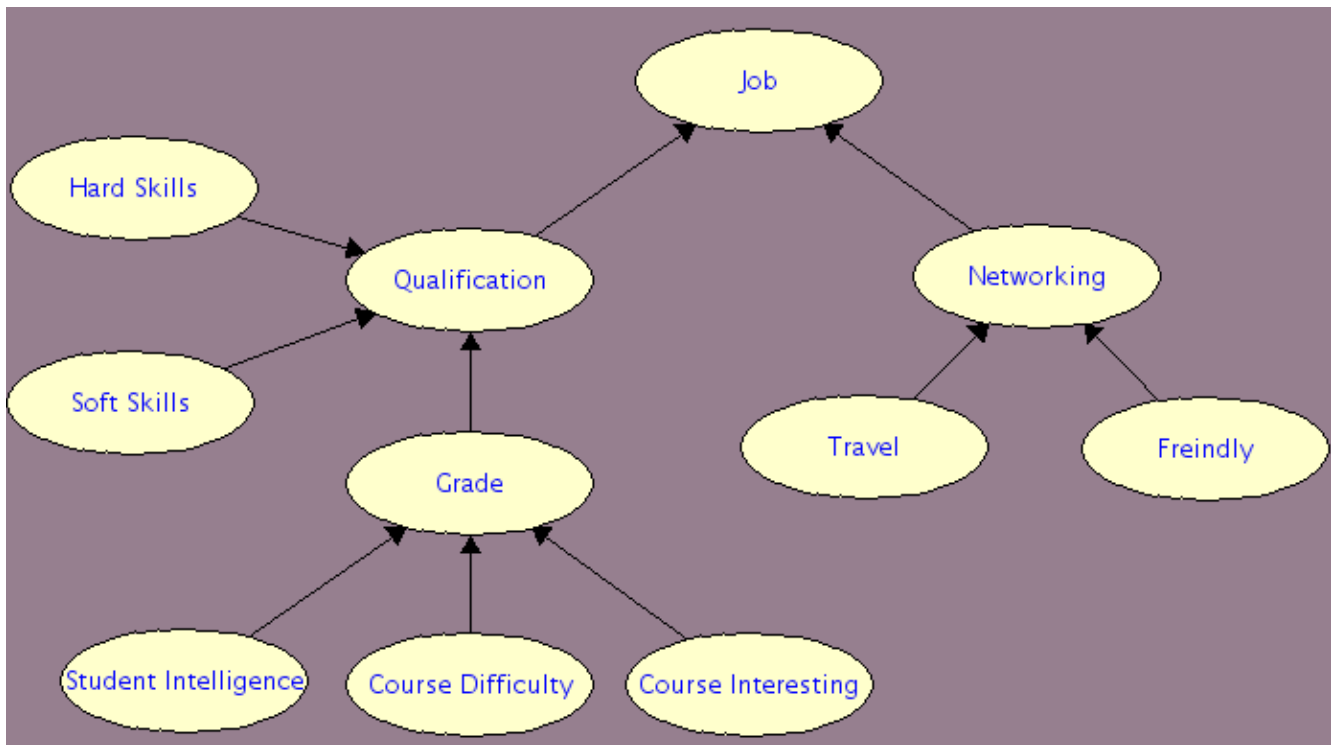 Job
Hard Skills
Qualification
Networking
Soft Skills
Travel
Freindly
Grade
Student Intelligence
Course Difficulty
Course Interesting